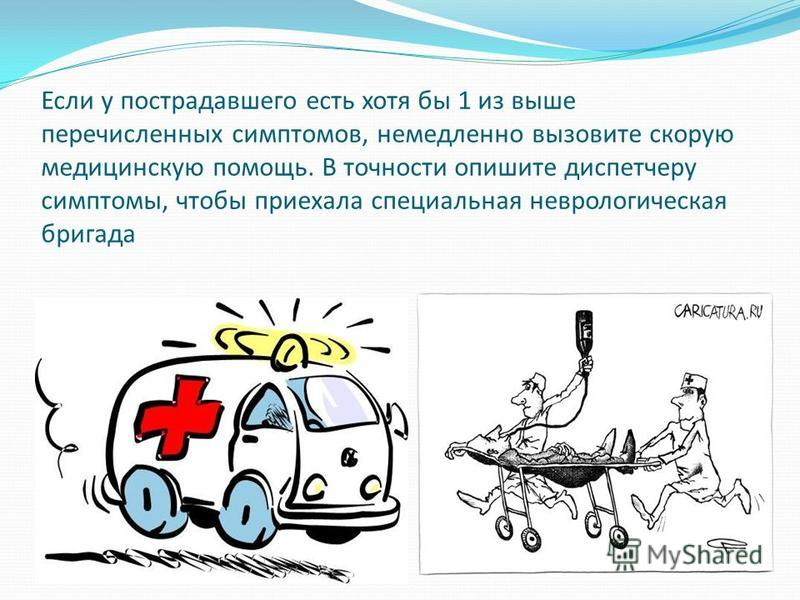 Если у пострадавшего есть хотя бы 1 из выше
перечисленных симптомов, немедленно вызовите скорую
медицинскую помощь. В точности опишите диспетчеру
симптомы, чтобы приехала специальная неврологическая
бригада
CARICATURA.RU
MyShared